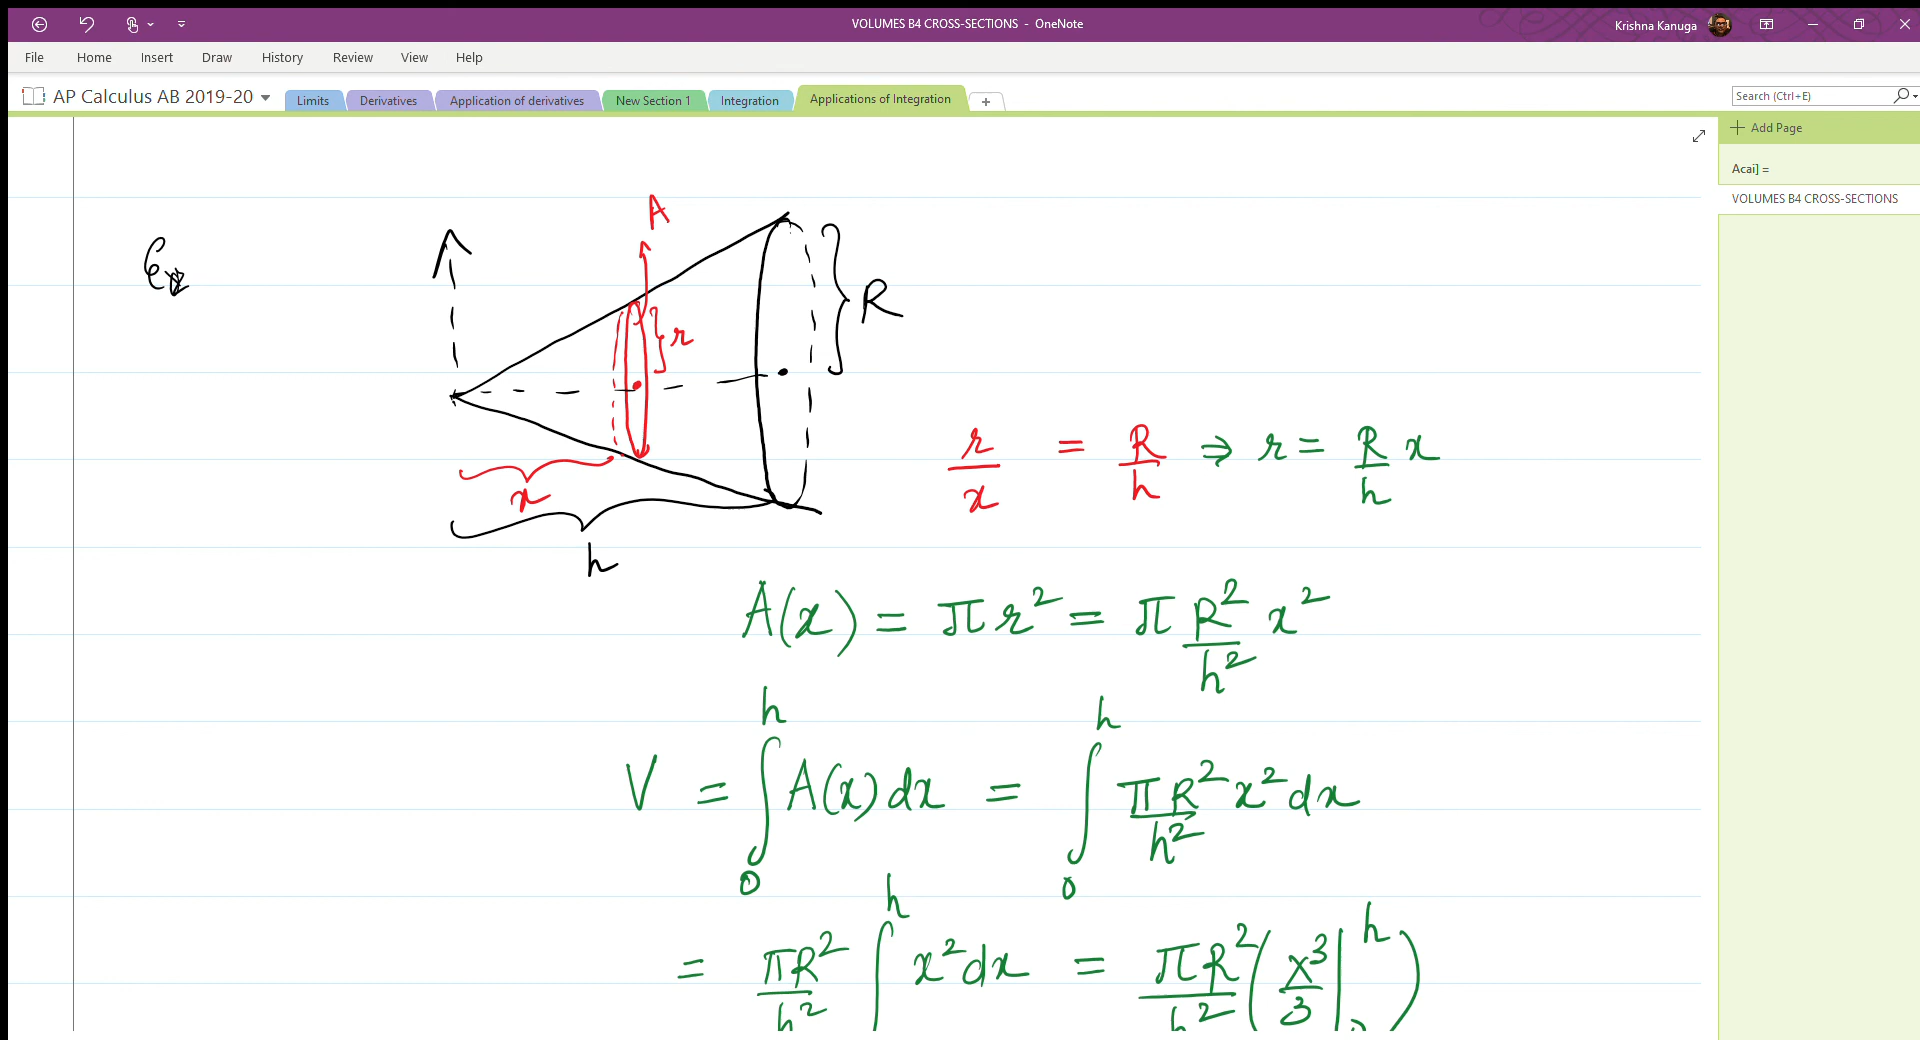 VOLUMES B4 CROSS-SECTIONS - OneNote
Krishna Kanuga
File Home Insert Draw History Review View Help
AP Calculus AB 2019-20
Limits Derivatives Application of derivatives New Section 1 Integration Applications of Integration +
Search (Ctrl+E)
Add Page
Acai] =
VOLUMES B4 CROSS-SECTIONS
Ex
A
r
R
x
h
r/x = R/h ⇒ r = R/h x
A(x) = πr² = π R²/h² x²
V = ∫₀ʰ A(x) dx = ∫₀ʰ πR²/h² x² dx
= πR²/h² ∫ʰ x² dx = πR²/h² (x³/3 |₀ʰ)